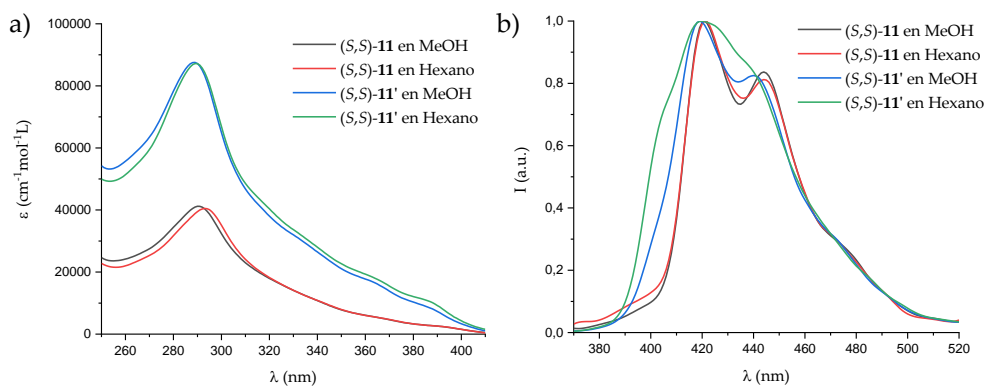 a)
100000
80000
60000
40000
20000
0
ε (cm⁻¹mol⁻¹L)
260 280 300 320 340 360 380 400
λ (nm)
(S,S)-11 en MeOH
(S,S)-11 en Hexano
(S,S)-11' en MeOH
(S,S)-11' en Hexano
b)
1,0
0,8
0,6
0,4
0,2
0,0
I (a.u.)
380 400 420 440 460 480 500 520
λ (nm)
(S,S)-11 en MeOH
(S,S)-11 en Hexano
(S,S)-11' en MeOH
(S,S)-11' en Hexano